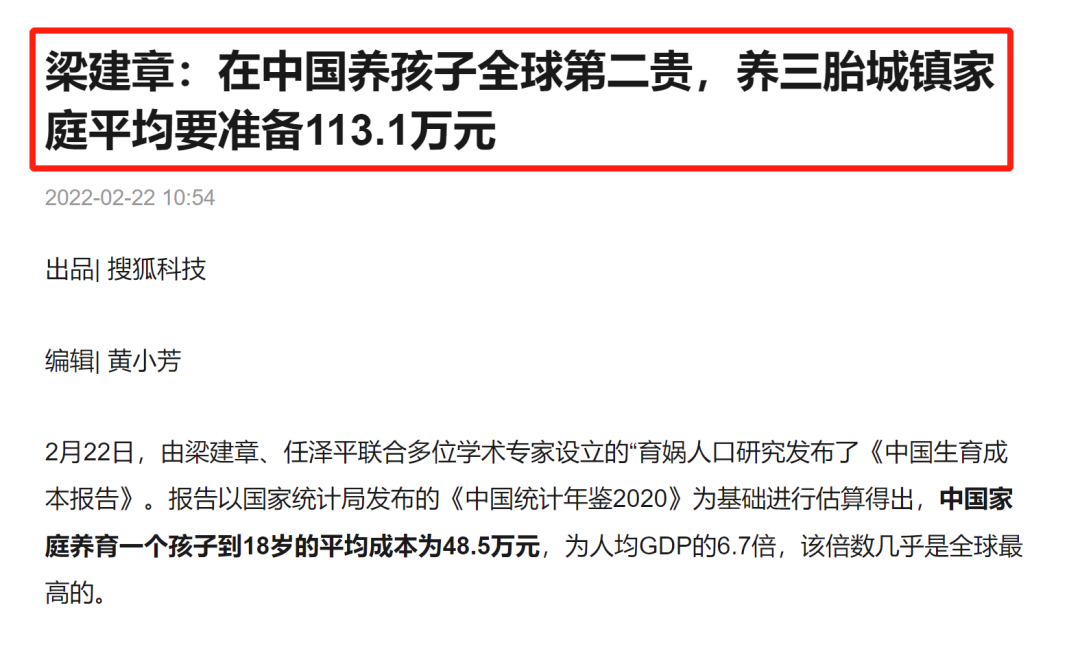 梁建章：在中国养孩子全球第二贵，养三胎城镇家
庭平均要准备113.1万元
2022-02-22 10:54
出品| 搜狐科技
编辑| 黄小芳
2月22日，由梁建章、任泽平联合多位学术专家设立的“育娲人口研究发布了《中国生育成
本报告》。报告以国家统计局发布的《中国统计年鉴2020》为基础进行估算得出，中国家
庭养育一个孩子到18岁的平均成本为48.5万元，为人均GDP的6.7倍，该倍数几乎是全球最
高的。